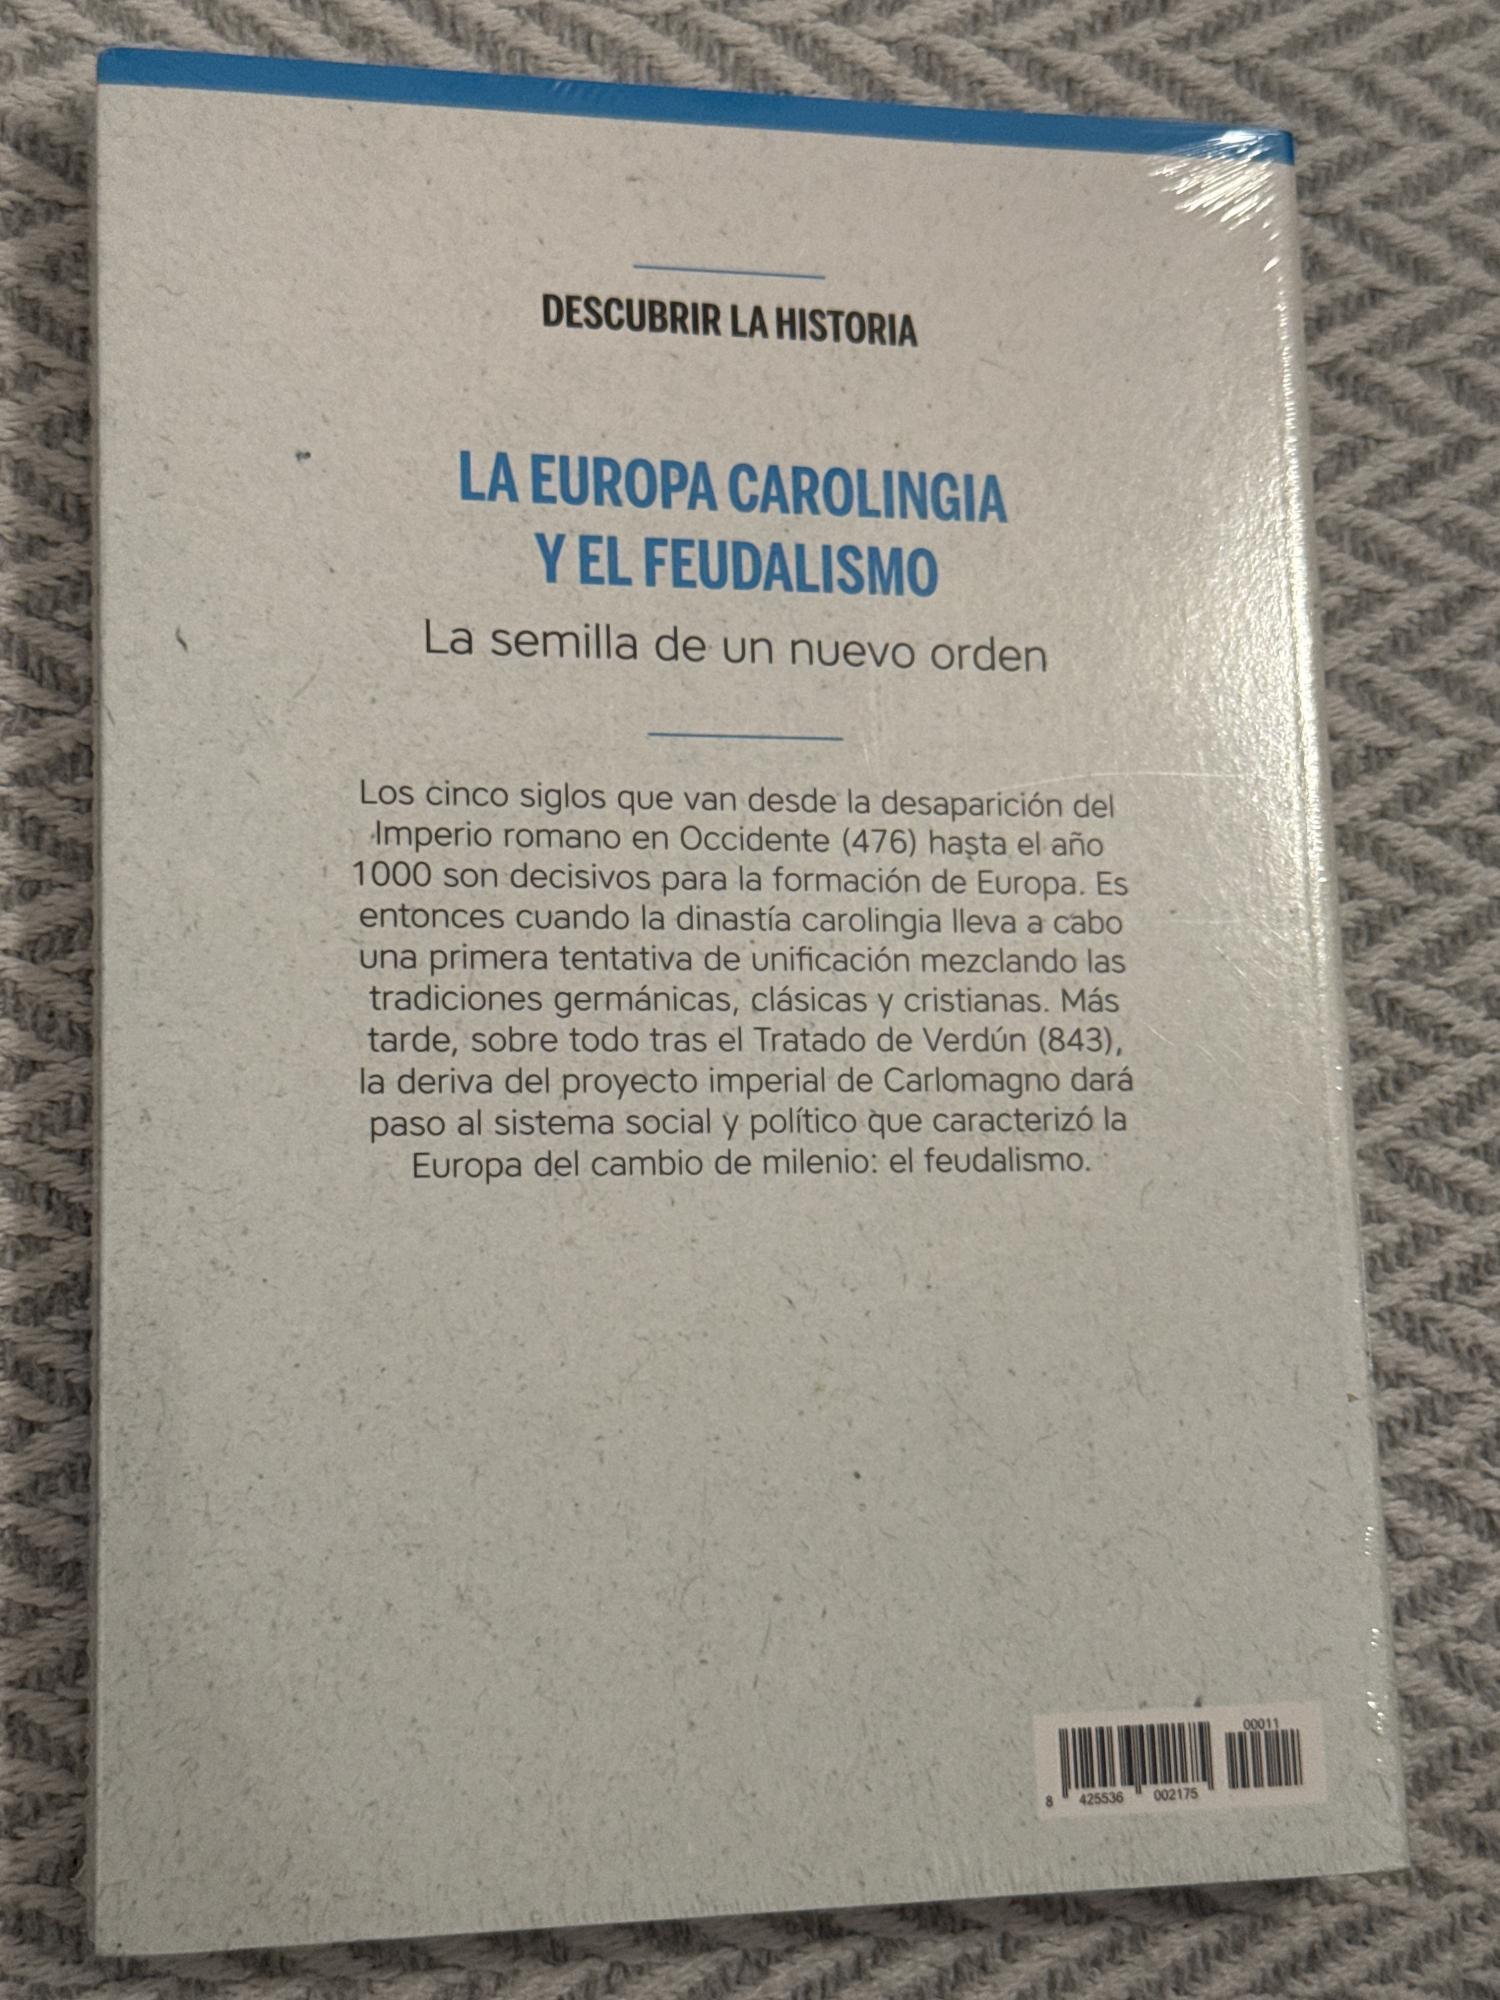 DESCUBRIR LA HISTORIA
LA EUROPA CAROLINGIA
Y EL FEUDALISMO
La semilla de un nuevo orden
Los cinco siglos que van desde la desaparición del
Imperio romano en Occidente (476) hasta el año
1000 son decisivos para la formación de Europa. Es
entonces cuando la dinastía carolingia lleva a cabo
una primera tentativa de unificación mezclando las
tradiciones germánicas, clásicas y cristianas. Más
tarde, sobre todo tras el Tratado de Verdún (843),
la deriva del proyecto imperial de Carlomagno dará
paso al sistema social y político que caracterizó la
Europa del cambio de milenio: el feudalismo.
00011
8 425536 002175